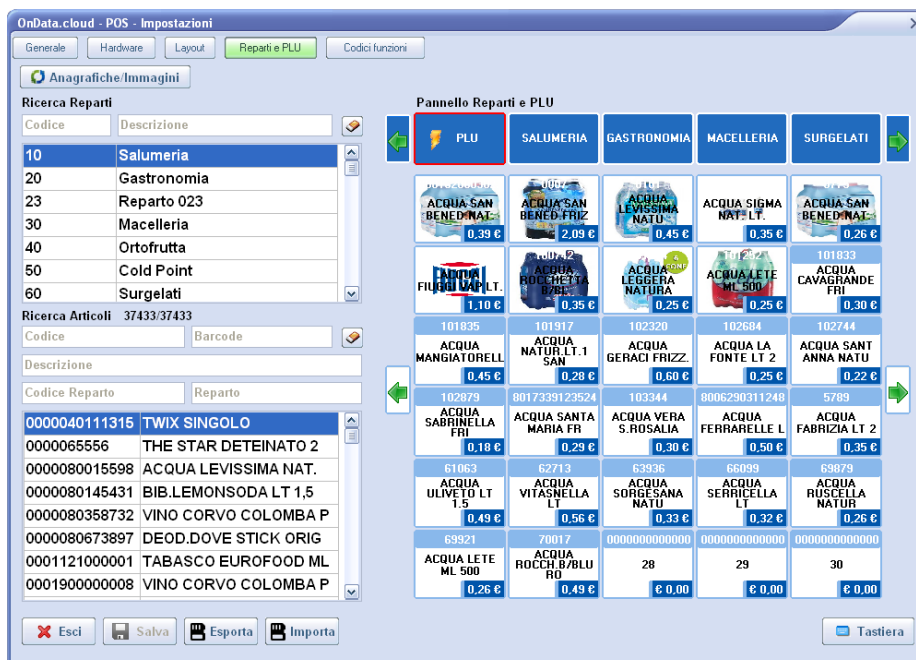 OnData.cloud - POS - Impostazioni
Generale
Hardware
Layout
Reparti e PLU
Codici funzioni
Anagrafiche/Immagini
Ricerca Reparti
Codice
Descrizione
10 Salumeria
20 Gastronomia
23 Reparto 023
30 Macelleria
40 Ortofrutta
50 Cold Point
60 Surgelati
Ricerca Articoli 37433/37433
Codice
Barcode
Descrizione
Codice Reparto
Reparto
0000040111315 TWIX SINGOLO
0000065556 THE STAR DETEINATO 2
0000080015598 ACQUA LEVISSIMA NAT.
0000080145431 BIB.LEMONSODA LT 1,5
0000080358732 VINO CORVO COLOMBA P
0000080673897 DEOD.DOVE STICK ORIG
0001121000001 TABASCO EUROFOOD ML
0001900000008 VINO CORVO COLOMBA P
Esci
Salva
Esporta
Importa
Pannello Reparti e PLU
PLU
SALUMERIA
GASTRONOMIA
MACELLERIA
SURGELATI
ACQUA SAN
BENED NAT.
0,39 €
ACQUA SAN
BENED FRIZ
2,09 €
ACQUA
LEVISSIMA
NATU
0,45 €
ACQUA SIGMA
NAT. LT.
0,35 €
ACQUA SAN
BENED NAT.
0,26 €
ACQUA
FIUGGI VAP LT.
1,10 €
100742
ACQUA
ROCCHETTA
0,35 €
ACQUA
LEGGERA
NATURA
0,25 €
101292
ACQUA LETE
ML 500
0,25 €
101833
ACQUA
CAVAGRANDE
FRI
0,30 €
101835
ACQUA
MANGIATORELL
0,45 €
101917
ACQUA
NATUR.LT.1
SAN
0,28 €
102320
ACQUA
GERACI FRIZZ.
0,60 €
102684
ACQUA LA
FONTE LT 2
0,25 €
102744
ACQUA SANT
ANNA NATU
0,22 €
102879
ACQUA
SABRINELLA
FRI
0,18 €
8017339123524
ACQUA SANTA
MARIA FR
0,29 €
103344
ACQUA VERA
S.ROSALIA
0,30 €
8006290311248
ACQUA
FERRARELLE L
0,50 €
5789
ACQUA
FABRIZIA LT 2
0,35 €
61063
ACQUA
ULIVETO LT
1.5
0,49 €
62713
ACQUA
VITASNELLA
LT
0,56 €
63936
ACQUA
SORGESANA
NATU
0,33 €
66099
ACQUA
SERRICELLA
LT
0,32 €
69879
ACQUA
RUSCELLA
NATUR
0,26 €
69921
ACQUA LETE
ML 500
0,26 €
70017
ACQUA
ROCCH.B/BLU
RO
0,49 €
0000000000000
28
€ 0,00
0000000000000
29
€ 0,00
0000000000000
30
€ 0,00
Tastiera